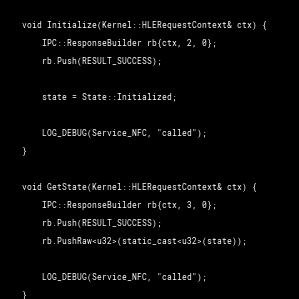 void Initialize(Kernel::HLERequestContext& ctx) {
    IPC::ResponseBuilder rb{ctx, 2, 0};
    rb.Push(RESULT_SUCCESS);

    state = State::Initialized;

    LOG_DEBUG(Service_NFC, "called");
}

void GetState(Kernel::HLERequestContext& ctx) {
    IPC::ResponseBuilder rb{ctx, 3, 0};
    rb.Push(RESULT_SUCCESS);
    rb.PushRaw<u32>(static_cast<u32>(state));

    LOG_DEBUG(Service_NFC, "called");
}